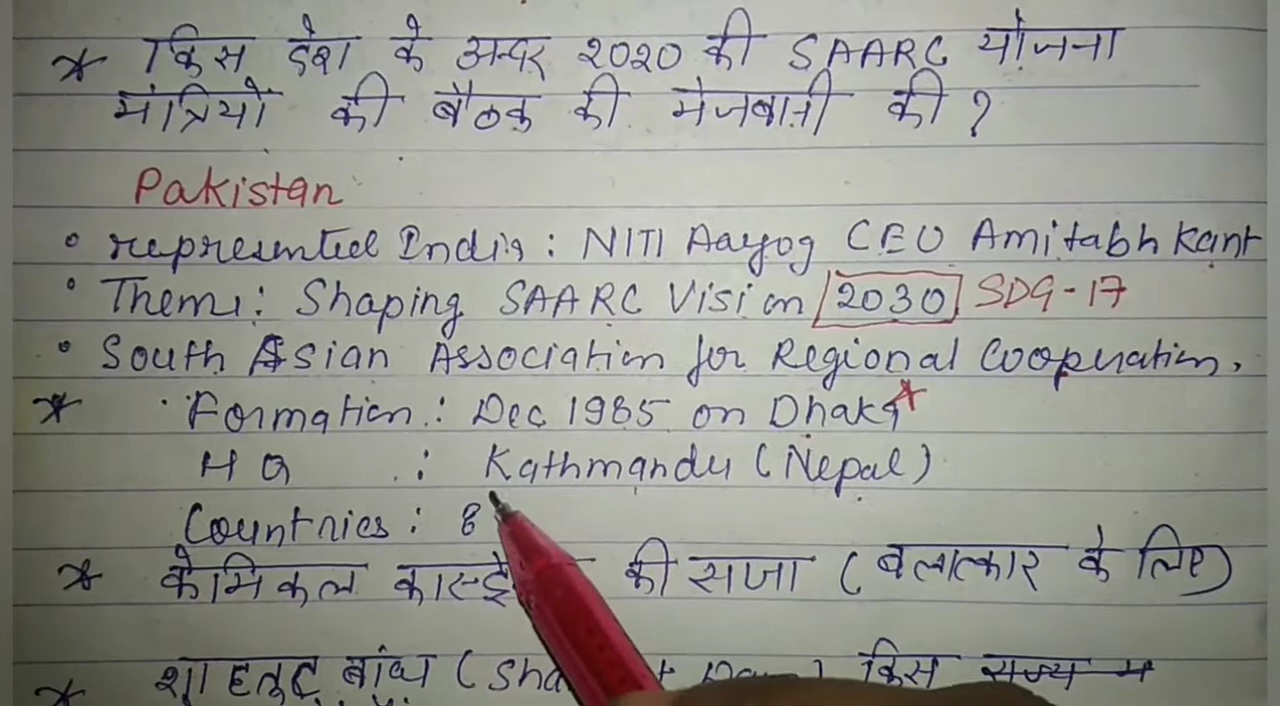 * किस देश के अन्दर 2020 की SAARC योजना
मंत्रियों की बैठक की मेजबानी की ?
Pakistan
• represented India : NITI Aayog CEO Amitabh Kant
• Theme : Shaping SAARC Vision 2030 SDG-17
• South Asian Association for Regional Cooperation.
* • Formation : Dec 1985 on Dhaka *
HQ : Kathmandu (Nepal)
Countries : 8
* केमिकल की सजा (बलात्कार के लिए)
* शाहतूत बांध ( किस राज्य में